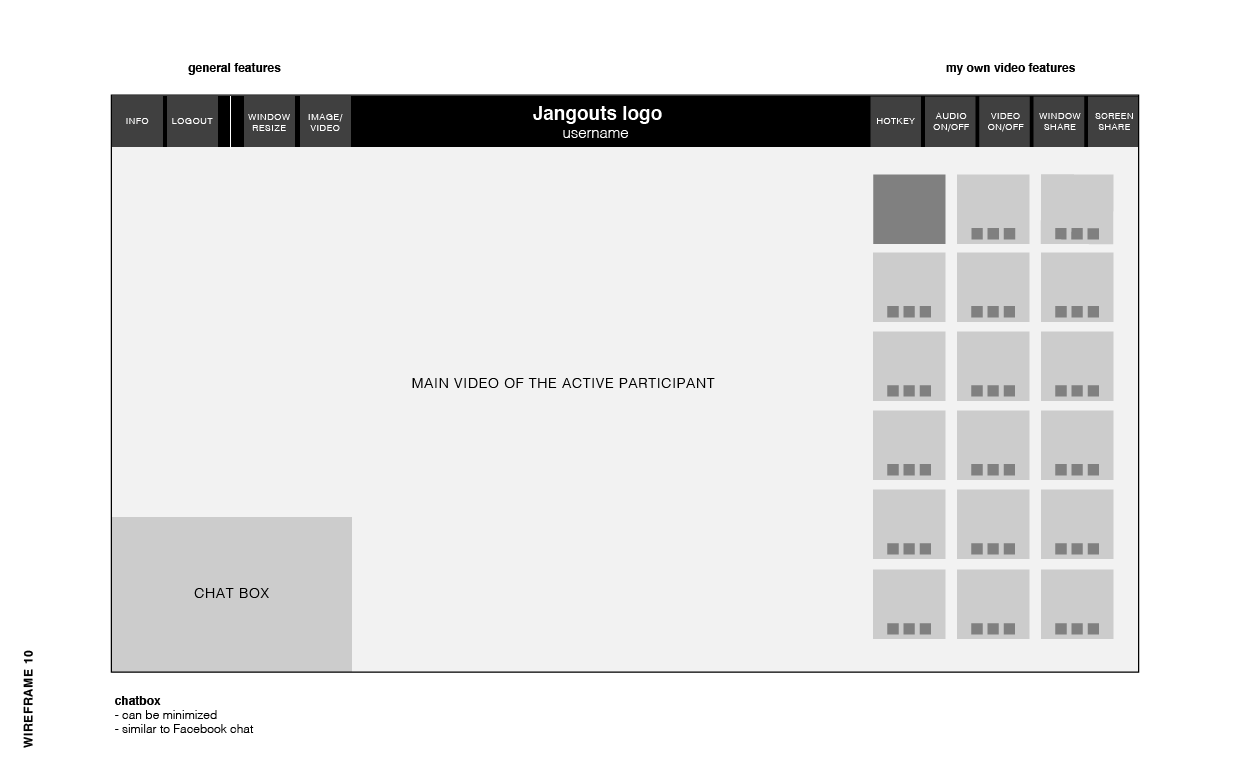 general features
my own video features
INFO
LOGOUT
WINDOW
RESIZE
IMAGE/
VIDEO
Jangouts logo
username
HOTKEY
AUDIO
ON/OFF
VIDEO
ON/OFF
WINDOW
SHARE
SCREEN
SHARE
MAIN VIDEO OF THE ACTIVE PARTICIPANT
CHAT BOX
WIREFRAME 10
chatbox
- can be minimized
- similar to Facebook chat